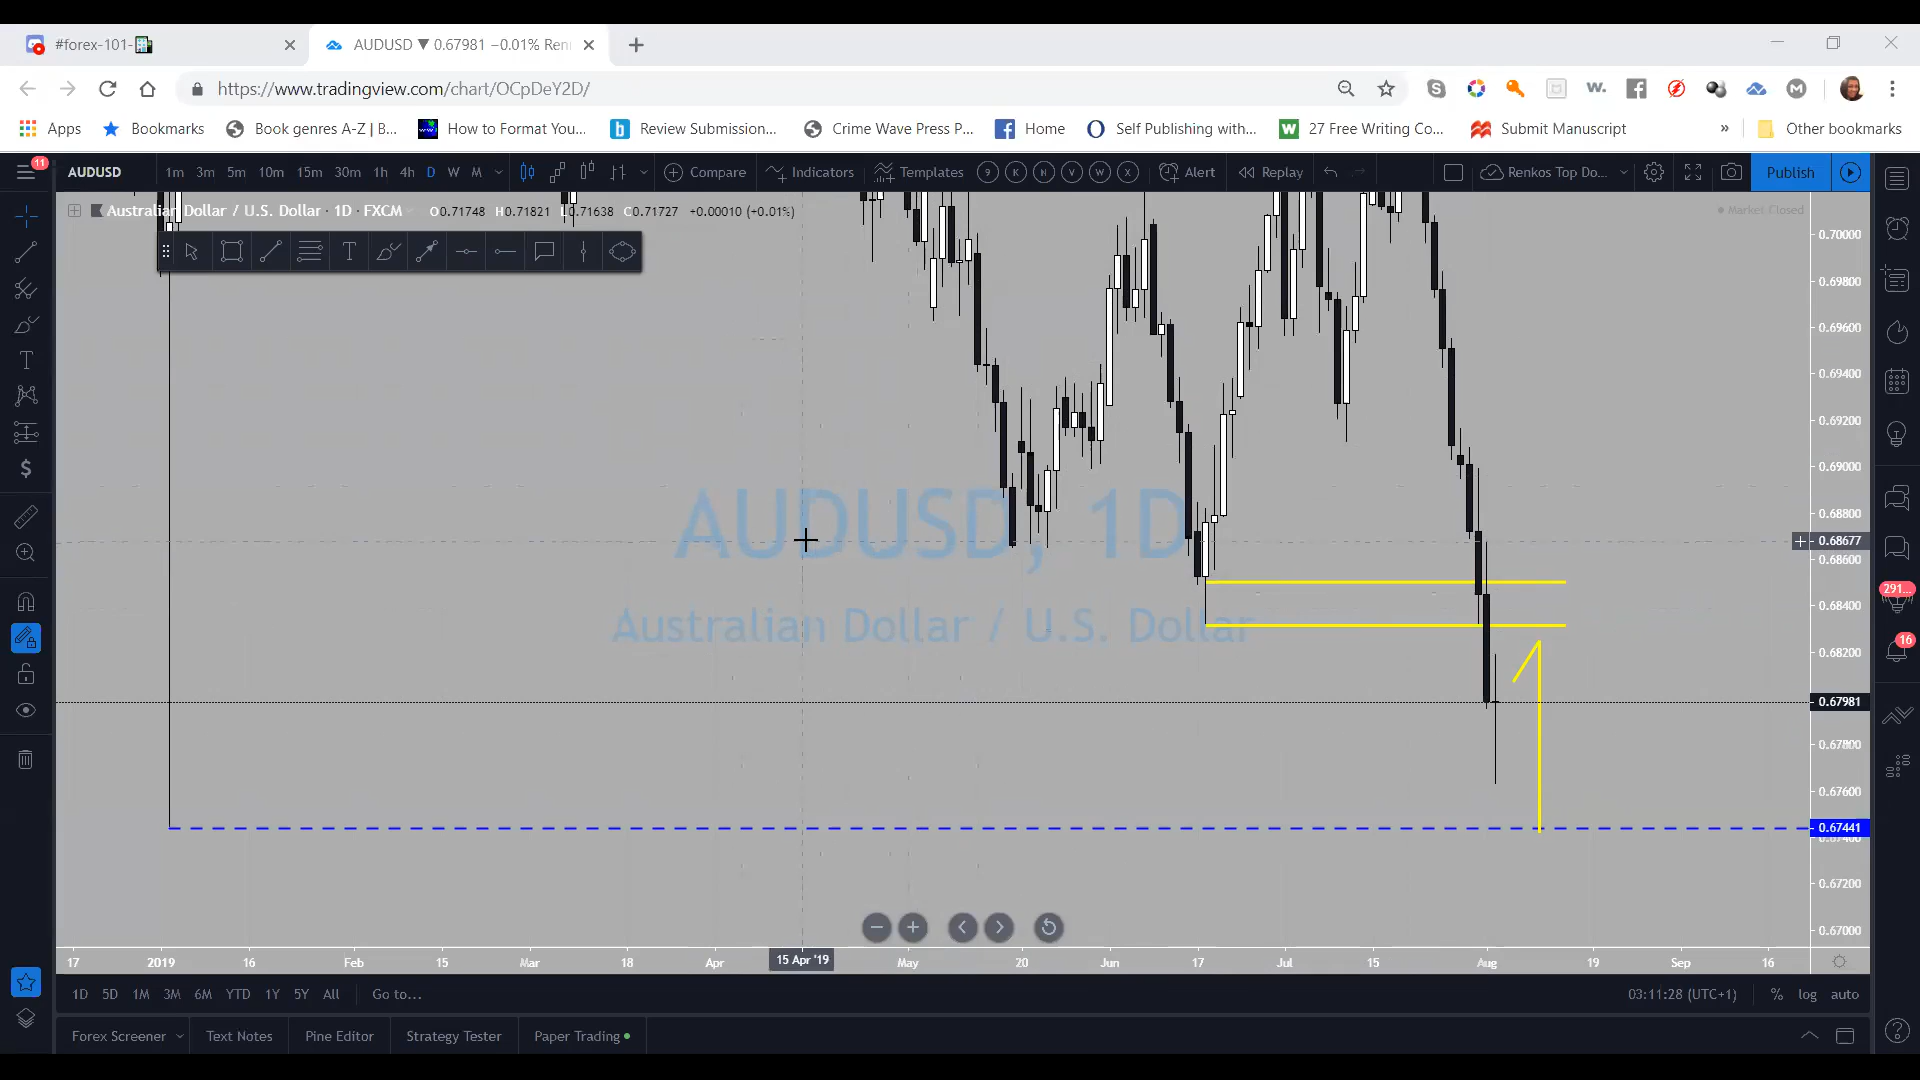 #forex-101-
AUDUSD ▼ 0.67981 −0.01% Ren
https://www.tradingview.com/chart/OCpDeY2D/
Apps Bookmarks Book genres A-Z | B... How to Format You... Review Submission... Crime Wave Press P... Home Self Publishing with... 27 Free Writing Co... Submit Manuscript » Other bookmarks
11 AUDUSD 1m 3m 5m 10m 15m 30m 1h 4h D W M Compare Indicators Templates 9 K N V W X Alert Replay Renkos Top Do... Publish
Australian Dollar / U.S. Dollar · 1D · FXCM O0.71748 H0.71821 L0.71638 C0.71727 +0.00010 (+0.01%)
Market Closed
0.70000
0.69800
0.69600
0.69400
0.69200
0.69000
0.68800
AUDUSD, 1D
0.68677
0.68600
291...
0.68400
Australian Dollar / U.S. Dollar
16
0.68200
0.67981
0.67800
0.67600
0.67441
0.67200
0.67000
17 2019 16 Feb 15 Mar 18 Apr 15 Apr '19 May 20 Jun 17 Jul 15 Aug 19 Sep 16
1D 5D 1M 3M 6M YTD 1Y 5Y All Go to... 03:11:28 (UTC+1) % log auto
Forex Screener Text Notes Pine Editor Strategy Tester Paper Trading